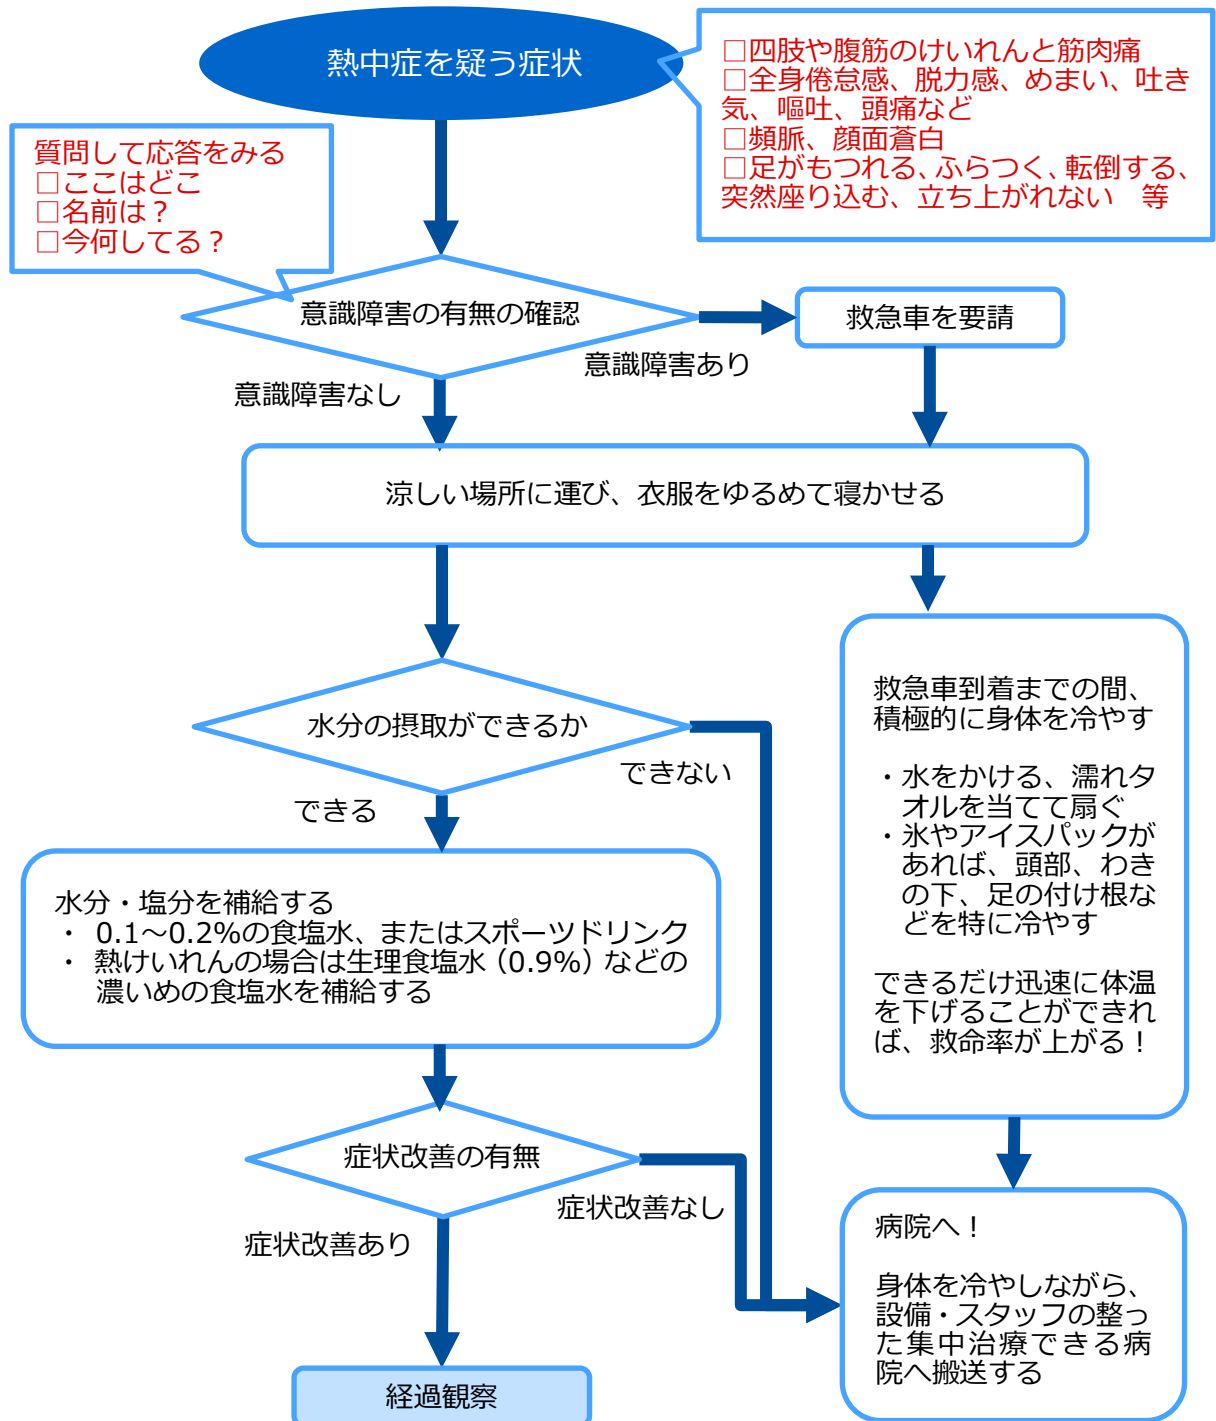 熱中症を疑う症状
□四肢や腹筋のけいれんと筋肉痛
□全身倦怠感、脱力感、めまい、吐き
気、嘔吐、頭痛など
□頻脈、顔面蒼白
□足がもつれる、ふらつく、転倒する、
突然座り込む、立ち上がれない　等
質問して応答をみる
□ここはどこ
□名前は？
□今何してる？
意識障害の有無の確認
救急車を要請
意識障害あり
意識障害なし
涼しい場所に運び、衣服をゆるめて寝かせる
水分の摂取ができるか
できない
できる
救急車到着までの間、
積極的に身体を冷やす
・水をかける、濡れタ
オルを当てて扇ぐ
・氷やアイスパックが
あれば、頭部、わき
の下、足の付け根な
どを特に冷やす
できるだけ迅速に体温
を下げることができれ
ば、救命率が上がる！
水分・塩分を補給する
・ 0.1～0.2%の食塩水、またはスポーツドリンク
・ 熱けいれんの場合は生理食塩水（0.9%）などの
濃いめの食塩水を補給する
症状改善の有無
症状改善なし
症状改善あり
病院へ！
身体を冷やしながら、
設備・スタッフの整っ
た集中治療できる病
院へ搬送する
経過観察